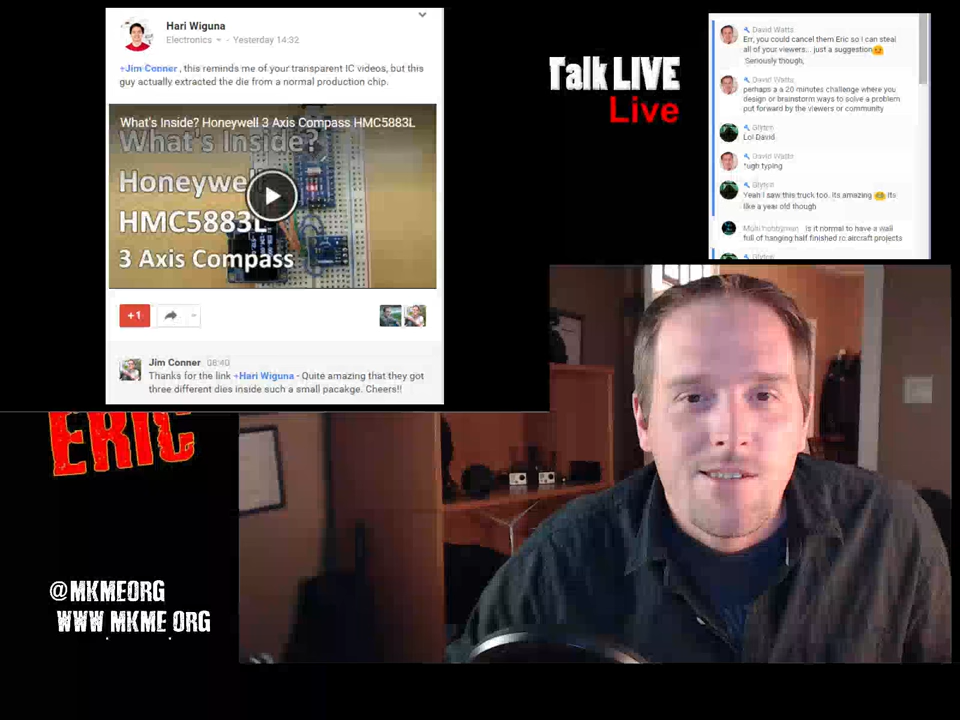 Hari Wiguna
Electronics Yesterday 14:32
+Jim Conner , this reminds me of your transparent IC videos, but this
guy actually extracted the die from a normal production chip.
What's Inside? Honeywell 3 Axis Compass HMC5883L
What's Inside?
Honeywell
HMC5883L
3 Axis Compass
+1
Jim Conner 08:40
Thanks for the link +Hari Wiguna - Quite amazing that they got
three different dies inside such a small pacakge. Cheers!!
Talk LIVE
Live
David Watts
Err, you could cancel them Eric so I can steal
all of your viewers... just a suggestion
Seriously though,
David Watts
perhaps a a 20 minutes challenge where you
design or brainstorm ways to solve a problem
put forward by the viewers or community
Glyten
Lol David
David Watts
*ugh typing
Glyten
Yeah I saw this truck too. Its amazing Its
like a year old though
Is it normal to have a wall
full of hanging half finished rc aircraft projects
ERIC
@MKMEORG
WWW.MKME.ORG